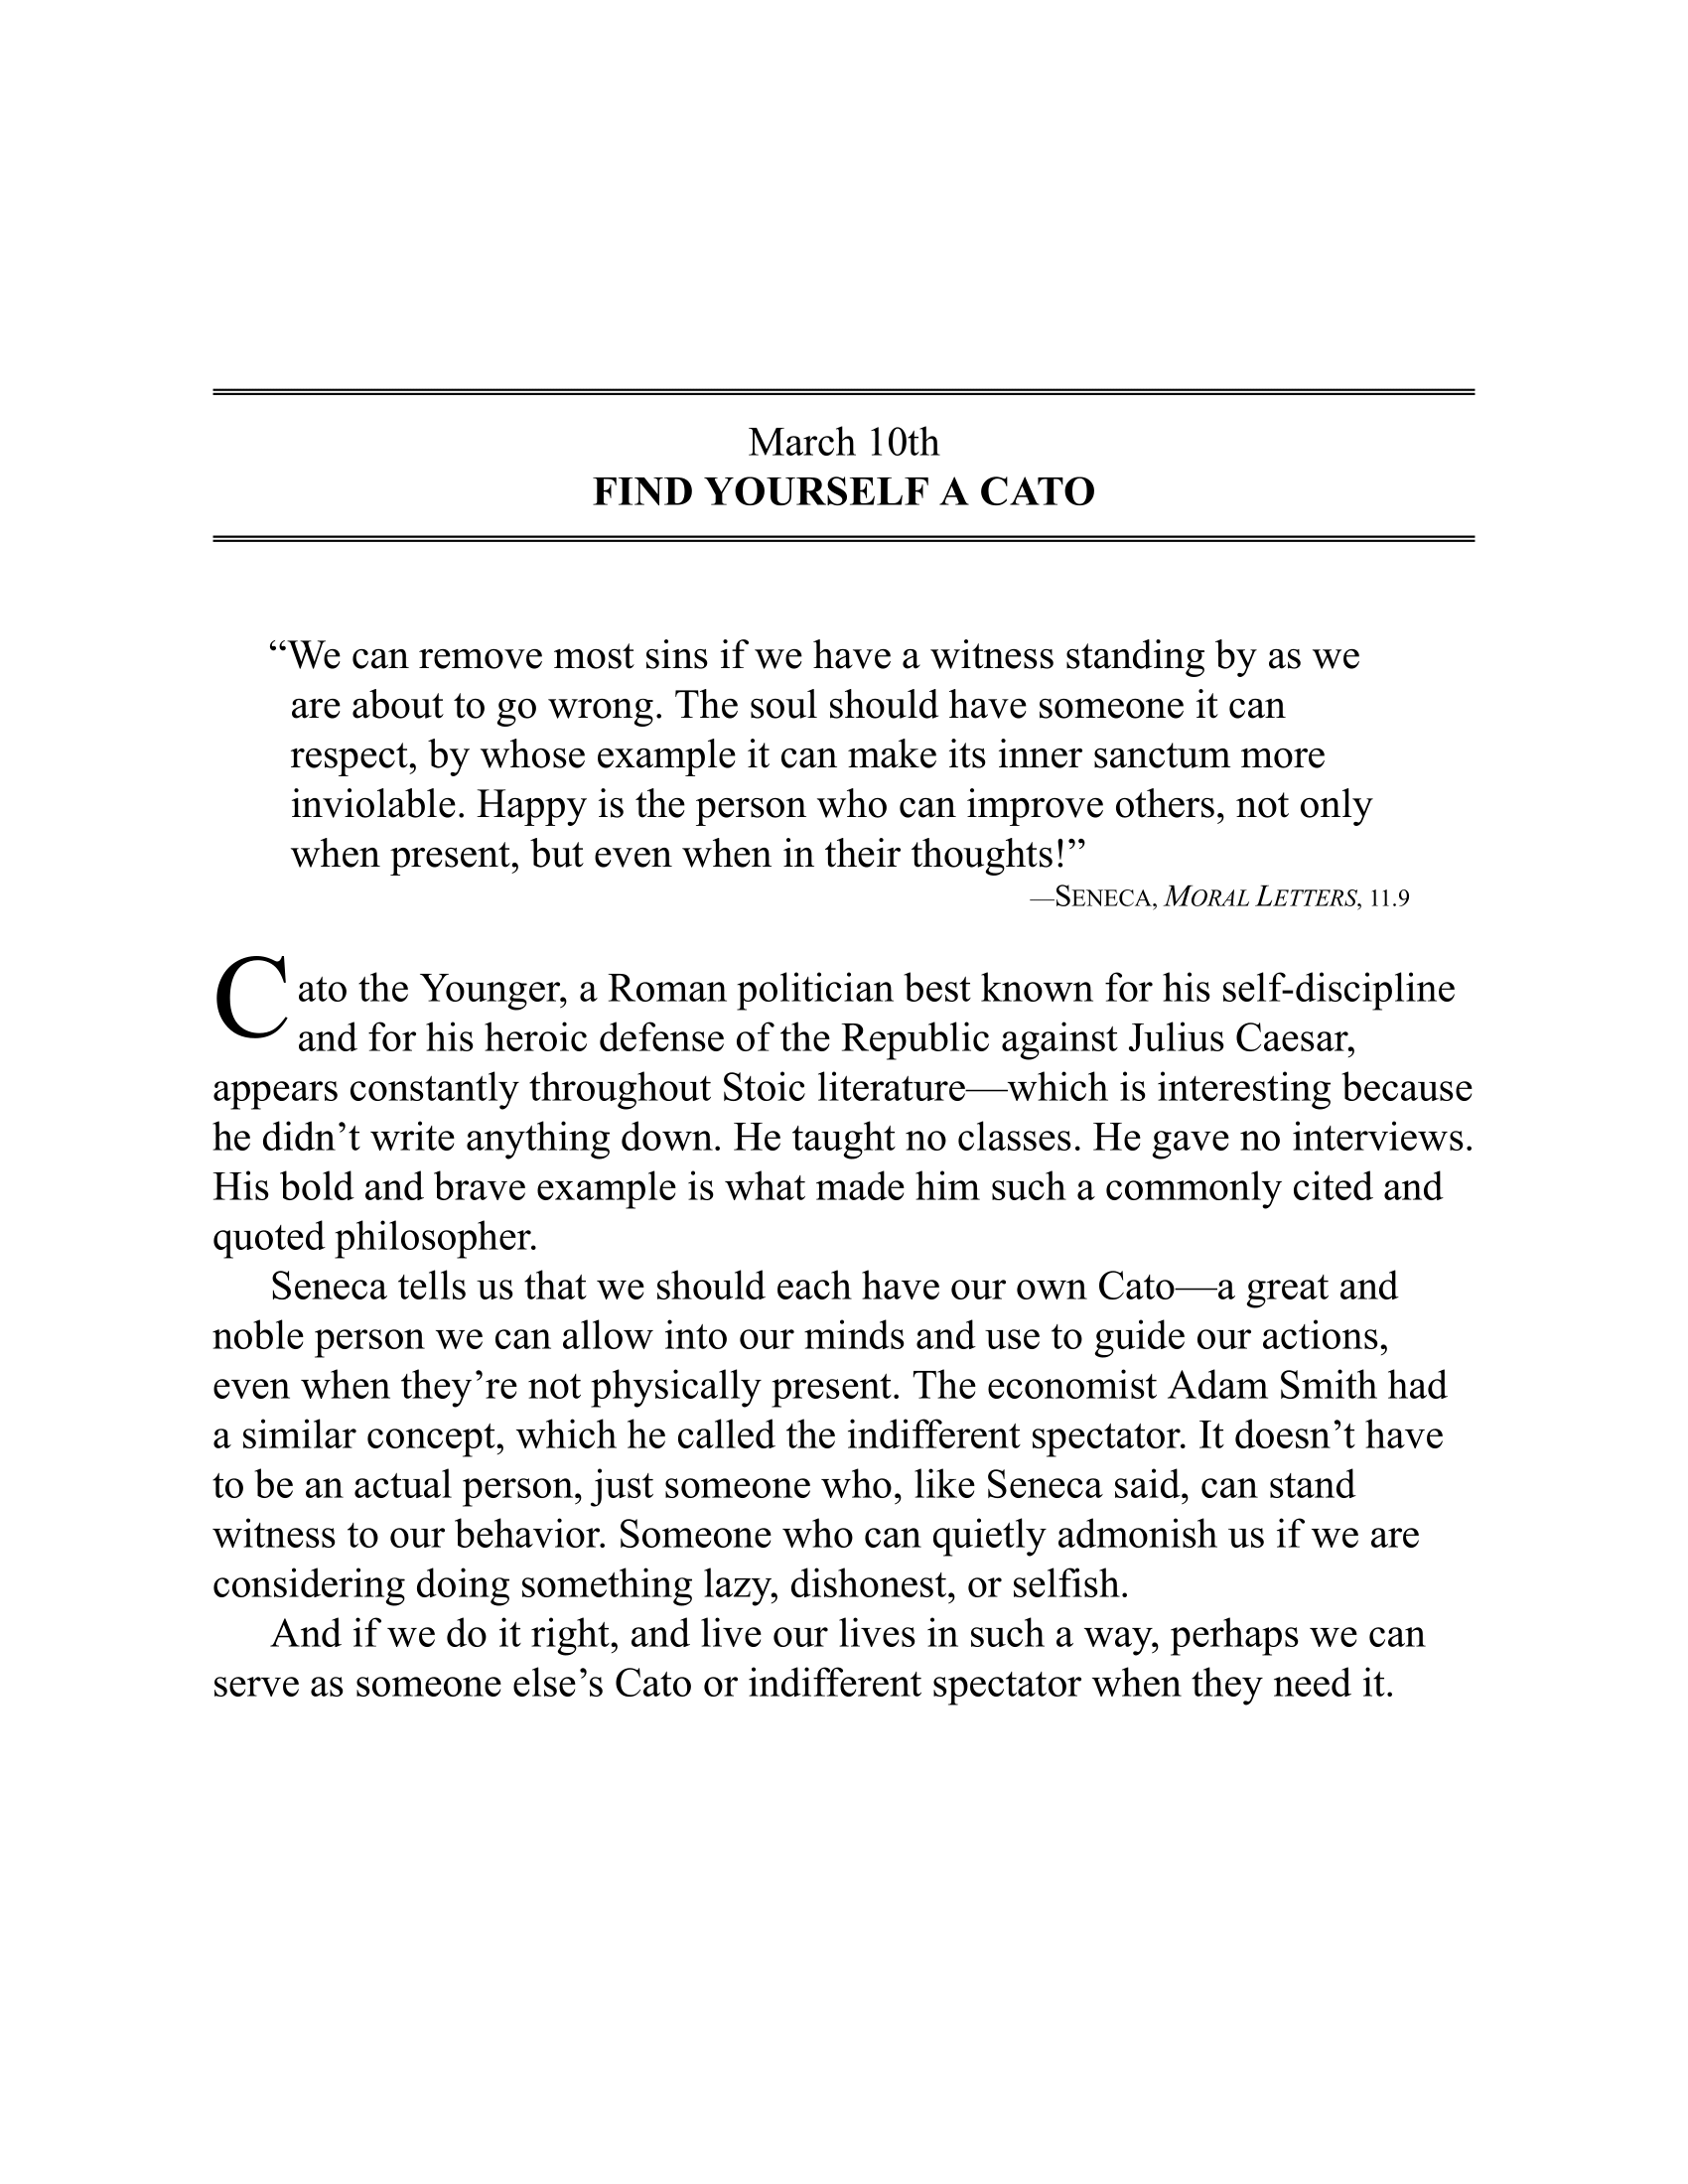 March 10th
FIND YOURSELF A CATO
“We can remove most sins if we have a witness standing by as we
are about to go wrong. The soul should have someone it can
respect, by whose example it can make its inner sanctum more
inviolable. Happy is the person who can improve others, not only
when present, but even when in their thoughts!”
—SENECA, MORAL LETTERS, 11.9
Cato the Younger, a Roman politician best known for his self-discipline
and for his heroic defense of the Republic against Julius Caesar,
appears constantly throughout Stoic literature—which is interesting because
he didn’t write anything down. He taught no classes. He gave no interviews.
His bold and brave example is what made him such a commonly cited and
quoted philosopher.
Seneca tells us that we should each have our own Cato—a great and
noble person we can allow into our minds and use to guide our actions,
even when they’re not physically present. The economist Adam Smith had
a similar concept, which he called the indifferent spectator. It doesn’t have
to be an actual person, just someone who, like Seneca said, can stand
witness to our behavior. Someone who can quietly admonish us if we are
considering doing something lazy, dishonest, or selfish.
And if we do it right, and live our lives in such a way, perhaps we can
serve as someone else’s Cato or indifferent spectator when they need it.